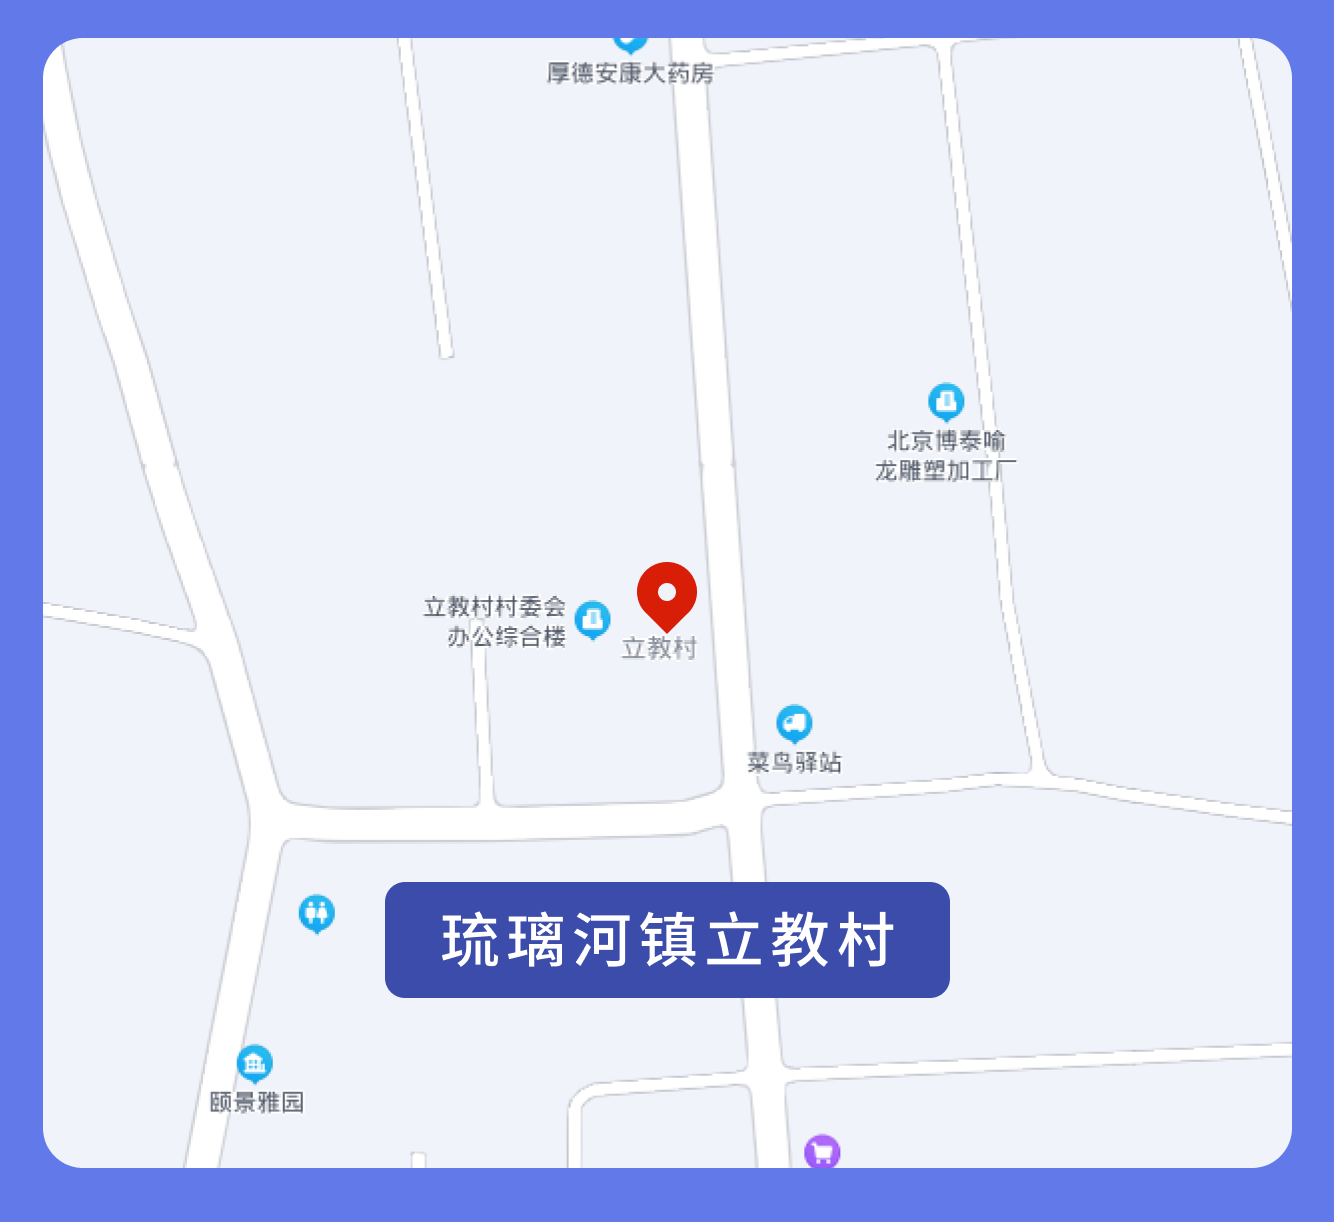 厚德安康大药房
北京博泰喻
龙雕塑加工厂
立教村村委会
办公综合楼
立教村
菜鸟驿站
琉璃河镇立教村
颐景雅园